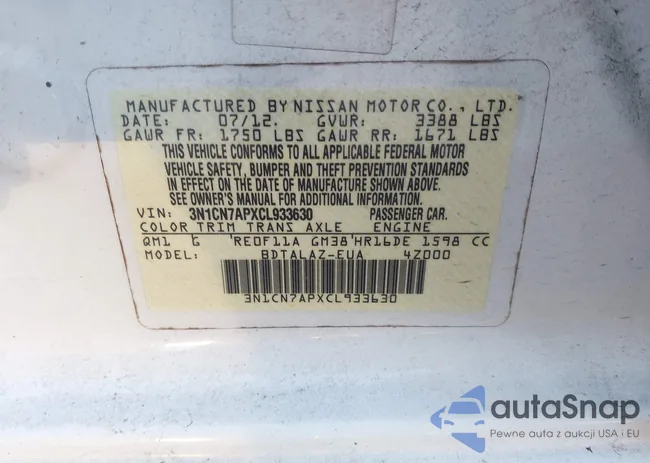 MANUFACTURED BY NISSAN MOTOR CO., LTD.
DATE: 07/12. GVWR: 3388 LBS
GAWR FR: 1750 LBS GAWR RR: 1671 LBS
THIS VEHICLE CONFORMS TO ALL APPLICABLE FEDERAL MOTOR
VEHICLE SAFETY, BUMPER AND THEFT PREVENTION STANDARDS
IN EFFECT ON THE DATE OF MANUFACTURE SHOWN ABOVE.
SEE OWNER'S MANUAL FOR ADDITIONAL INFORMATION.
VIN: 3N1CN7APXCL933630 PASSENGER CAR.
COLOR TRIM TRANS AXLE ENGINE
QM1 G RE0F11A GM38 HR16DE 1598 CC
MODEL: BDTALAZ-EUA 4Z000
3N1CN7APXCL933630
autoSnap
Pewne auta z aukcji USA i EU